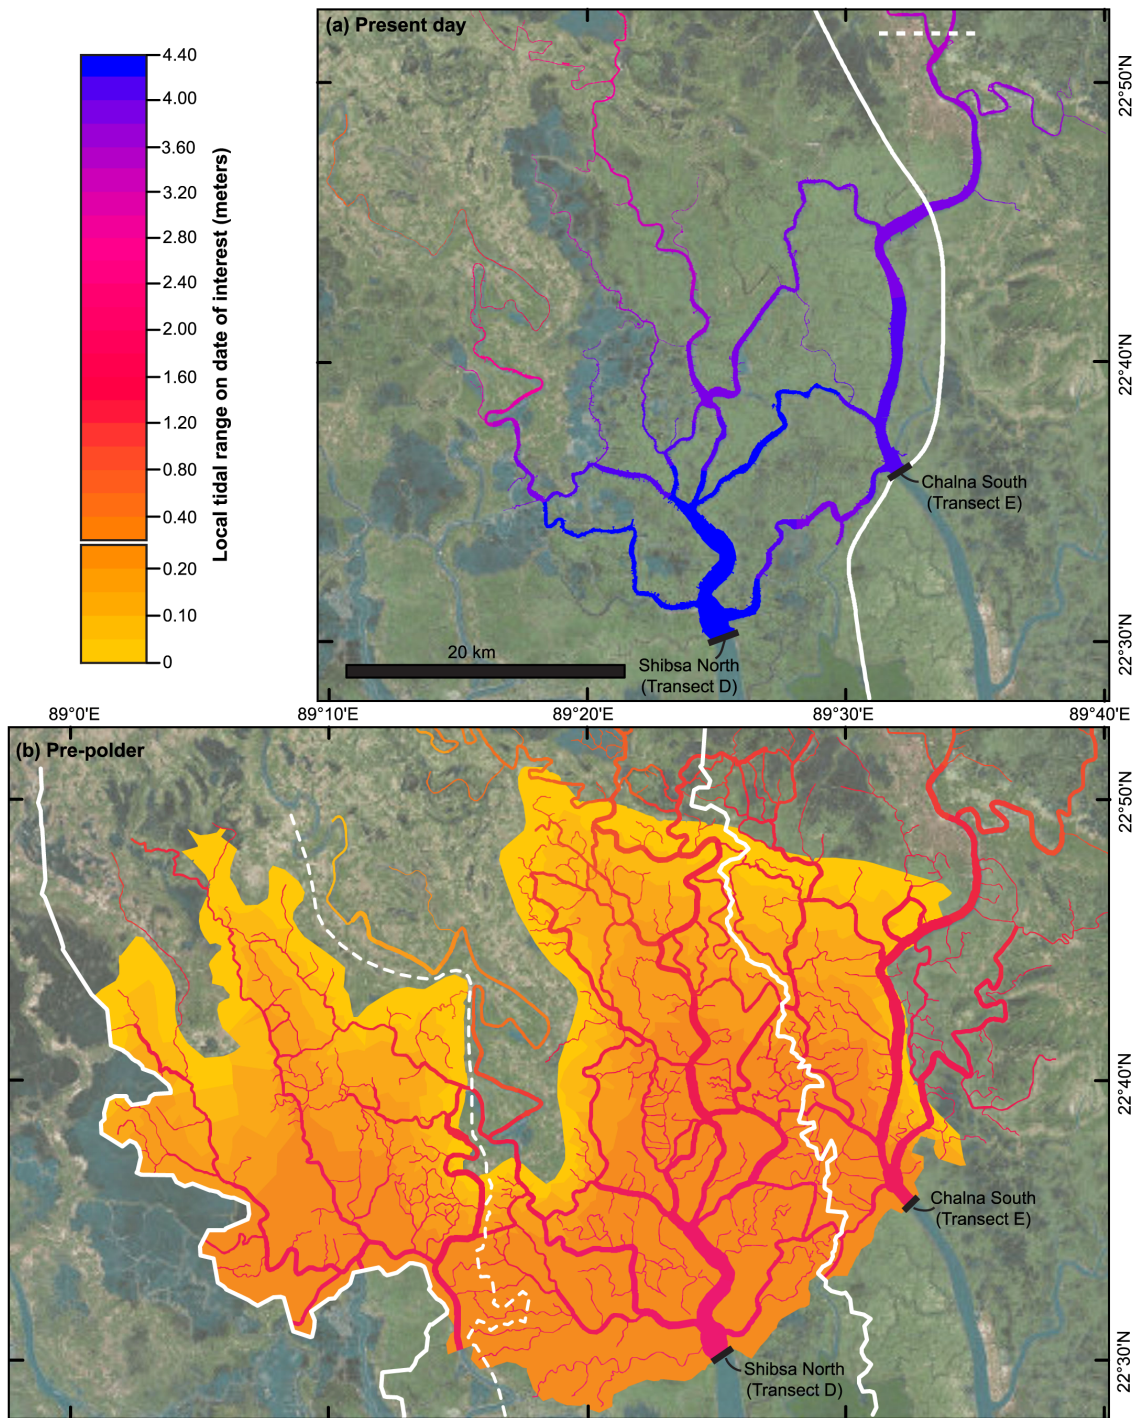 (a) Present day
4.40
4.00
3.60
3.20
2.80
2.40
2.00
1.60
1.20
0.80
0.40
0.20
0.10
0
Local tidal range on date of interest (meters)
22°50'N
22°40'N
22°30'N
Chalna South
(Transect E)
20 km
Shibsa North
(Transect D)
89°0'E
89°10'E
89°20'E
89°30'E
89°40'E
(b) Pre-polder
22°50'N
22°40'N
22°30'N
Chalna South
(Transect E)
Shibsa North
(Transect D)